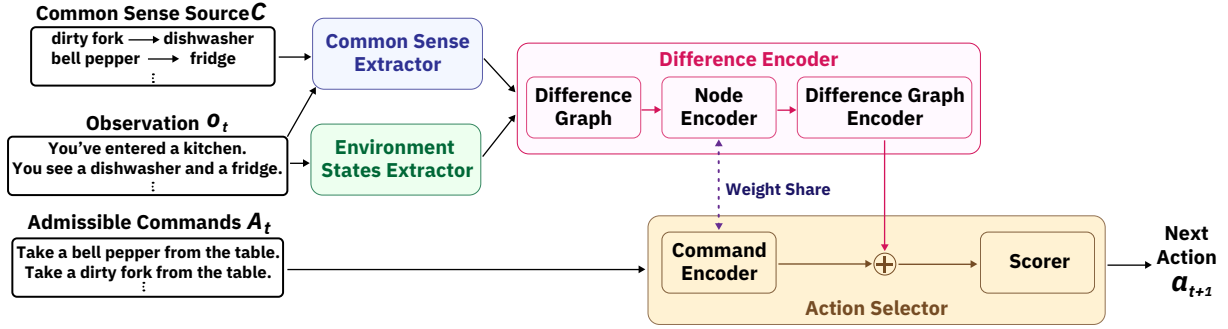 Common Sense Source C
dirty fork → dishwasher
bell pepper → fridge
⋮
Common Sense
Extractor
Observation o_t
You've entered a kitchen.
You see a dishwasher and a fridge.
⋮
Environment
States Extractor
Difference Encoder
Difference
Graph
Node
Encoder
Difference Graph
Encoder
Weight Share
Admissible Commands A_t
Take a bell pepper from the table.
Take a dirty fork from the table.
⋮
Command
Encoder
+
Scorer
Action Selector
Next
Action
a_{t+1}